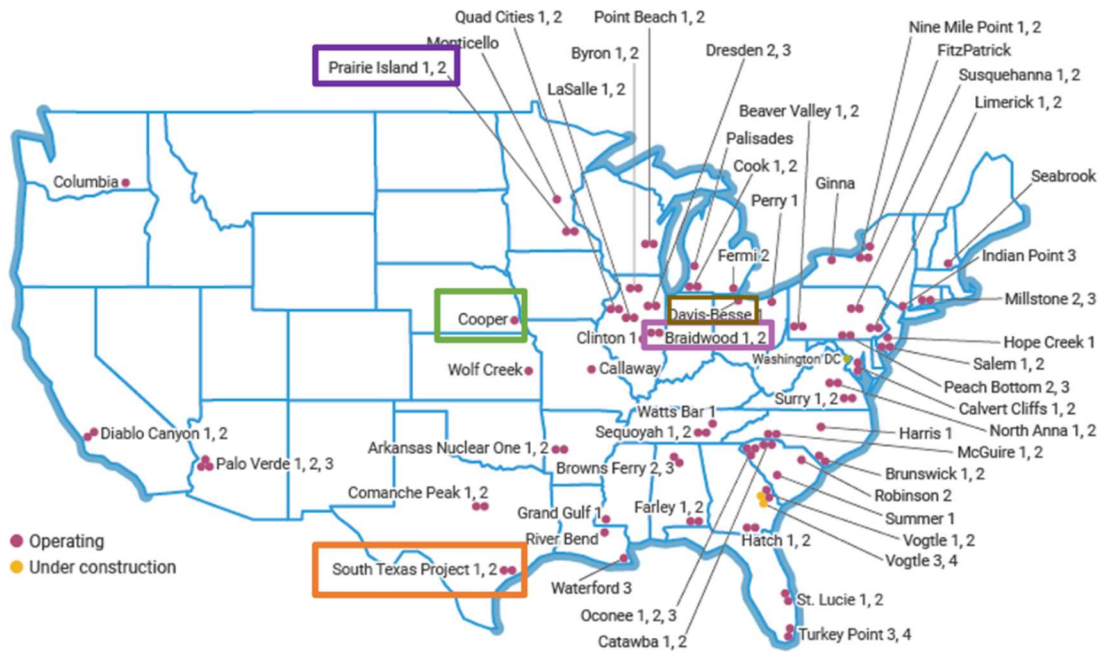 Quad Cities 1, 2
Point Beach 1, 2
Nine Mile Point 1, 2
Monticello
Byron 1, 2
Dresden 2, 3
FitzPatrick
Prairie Island 1, 2
Susquehanna 1, 2
LaSalle 1, 2
Limerick 1, 2
Beaver Valley 1, 2
Palisades
Cook 1, 2
Seabrook
Columbia
Ginna
Perry 1
Fermi 2
Indian Point 3
Millstone 2, 3
Davis-Besse 1
Cooper
Clinton 1
Braidwood 1, 2
Hope Creek 1
Washington DC
Salem 1, 2
Wolf Creek
Callaway
Peach Bottom 2, 3
Surry 1, 2
Calvert Cliffs 1, 2
Watts Bar 1
North Anna 1, 2
Diablo Canyon 1, 2
Sequoyah 1, 2
Harris 1
Arkansas Nuclear One 1, 2
McGuire 1, 2
Palo Verde 1, 2, 3
Browns Ferry 2, 3
Brunswick 1, 2
Comanche Peak 1, 2
Robinson 2
Grand Gulf 1
Farley 1, 2
Summer 1
Operating
River Bend
Hatch 1, 2
Vogtle 1, 2
Under construction
South Texas Project 1, 2
Vogtle 3, 4
Waterford 3
St. Lucie 1, 2
Oconee 1, 2, 3
Turkey Point 3, 4
Catawba 1, 2